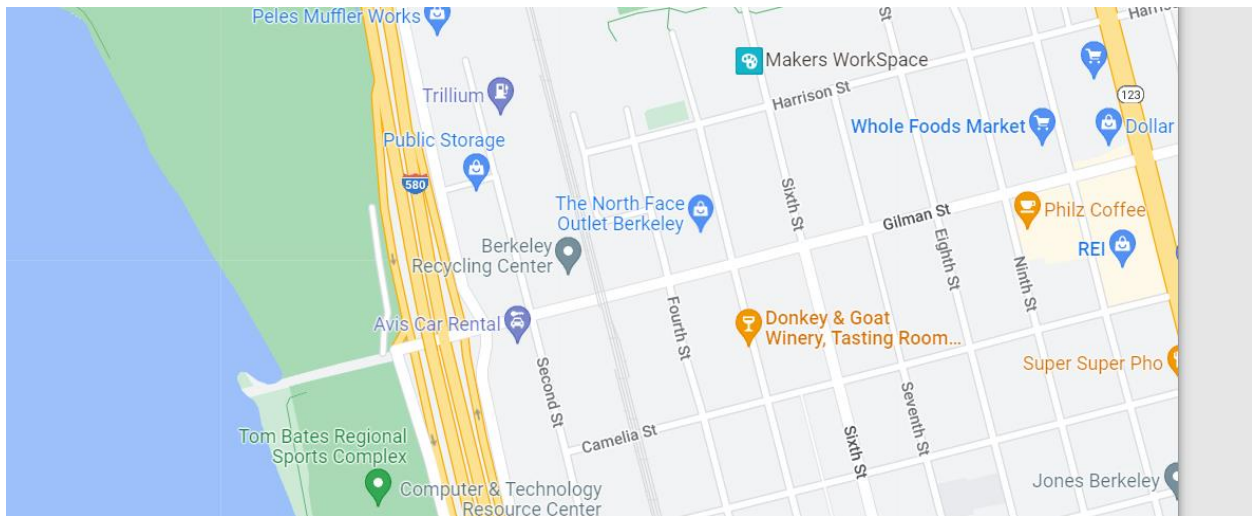 Peles Muffler Works
St
Harri
Makers WorkSpace
Trillium
Harrison St
123
Public Storage
Whole Foods Market
Dollar
580
The North Face
Outlet Berkeley
Sixth St
Gilman St
Philz Coffee
Berkeley
Recycling Center
Eighth St
REI
Ninth St
Avis Car Rental
Fourth St
Donkey & Goat
Winery, Tasting Room...
Second St
Super Super Pho
Seventh St
Camelia St
Sixth St
Tom Bates Regional
Sports Complex
Computer & Technology
Resource Center
Jones Berkeley